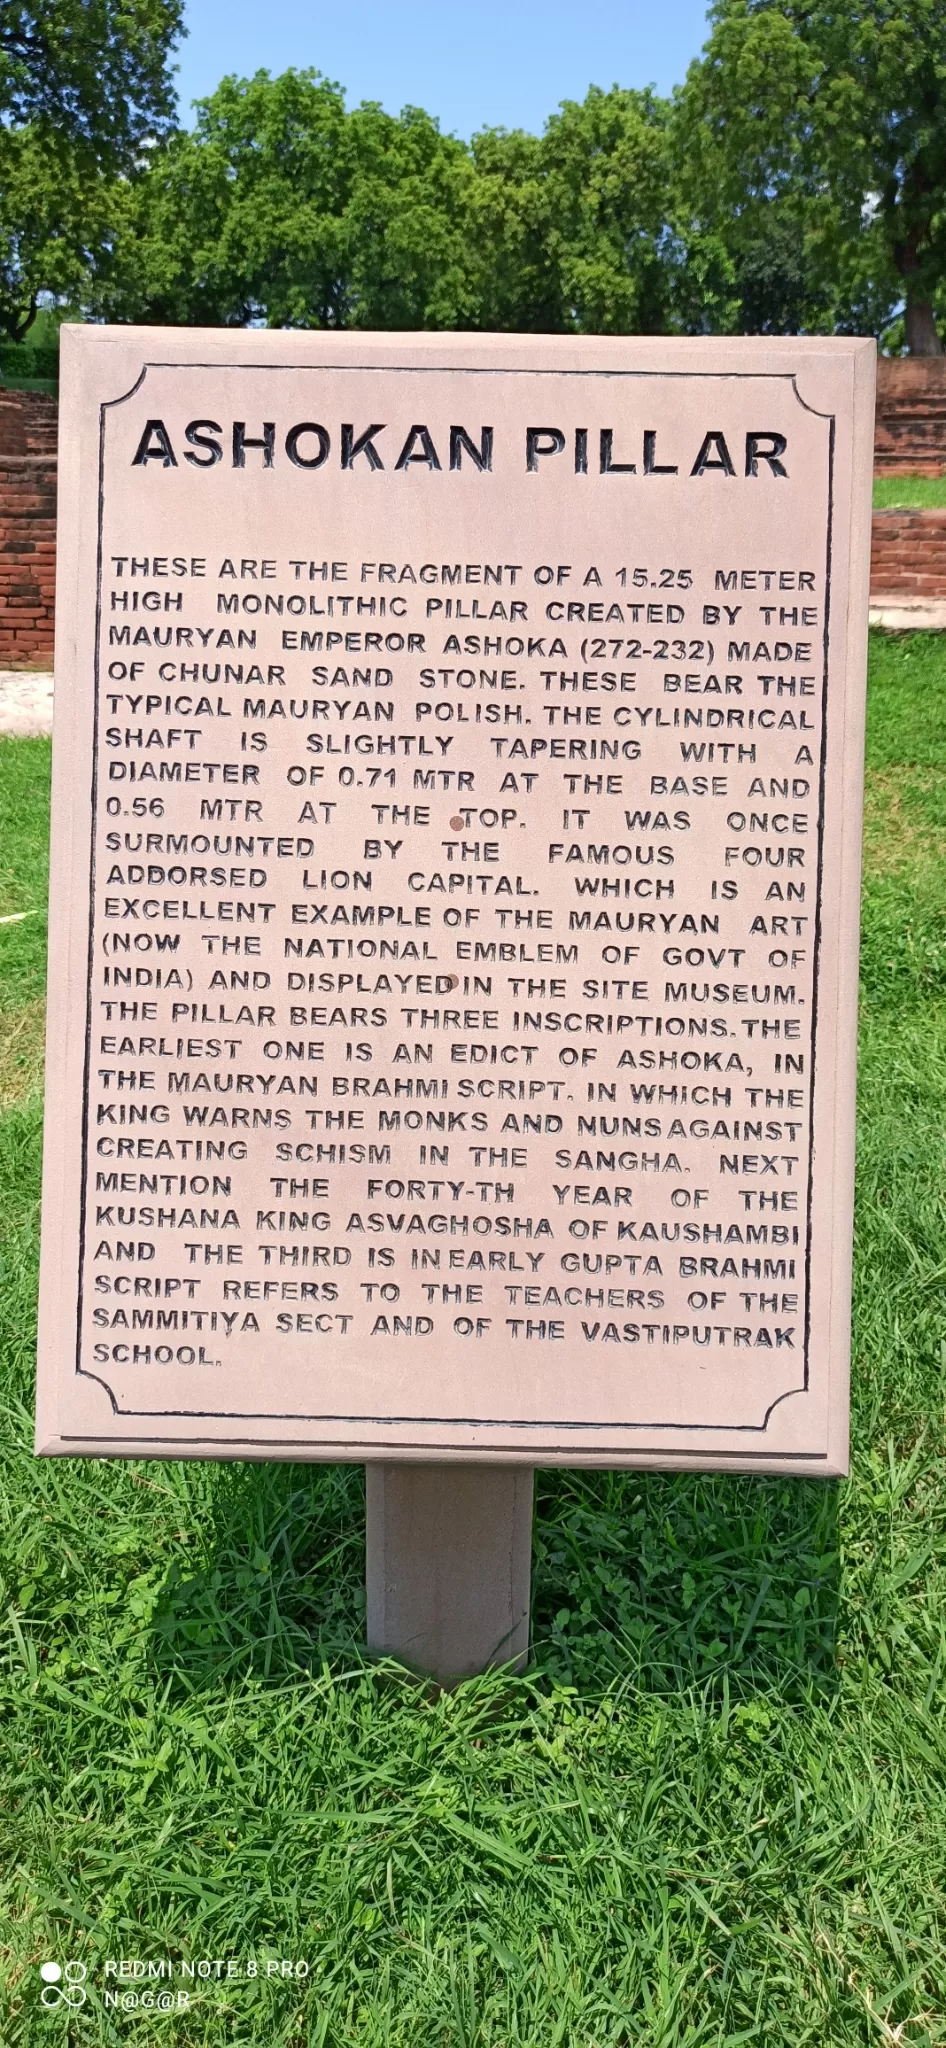 ASHOKAN PILLAR
THESE ARE THE FRAGMENT OF A 15.25 METER
HIGH MONOLITHIC PILLAR CREATED BY THE
MAURYAN EMPEROR ASHOKA (272-232) MADE
OF CHUNAR SAND STONE. THESE BEAR THE
TYPICAL MAURYAN POLISH. THE CYLINDRICAL
SHAFT IS SLIGHTLY TAPERING WITH A
DIAMETER OF 0.71 MTR AT THE BASE AND
0.56 MTR AT THE TOP. IT WAS ONCE
SURMOUNTED BY THE FAMOUS FOUR
ADDORSED LION CAPITAL. WHICH IS AN
EXCELLENT EXAMPLE OF THE MAURYAN ART
(NOW THE NATIONAL EMBLEM OF GOVT OF
INDIA) AND DISPLAYED IN THE SITE MUSEUM.
THE PILLAR BEARS THREE INSCRIPTIONS. THE
EARLIEST ONE IS AN EDICT OF ASHOKA, IN
THE MAURYAN BRAHMI SCRIPT. IN WHICH THE
KING WARNS THE MONKS AND NUNS AGAINST
CREATING SCHISM IN THE SANGHA. NEXT
MENTION THE FORTY-TH YEAR OF THE
KUSHANA KING ASVAGHOSHA OF KAUSHAMBI
AND THE THIRD IS IN EARLY GUPTA BRAHMI
SCRIPT REFERS TO THE TEACHERS OF THE
SAMMITIYA SECT AND OF THE VASTIPUTRAK
SCHOOL.
REDMI NOTE 8 PRO
N@G@R